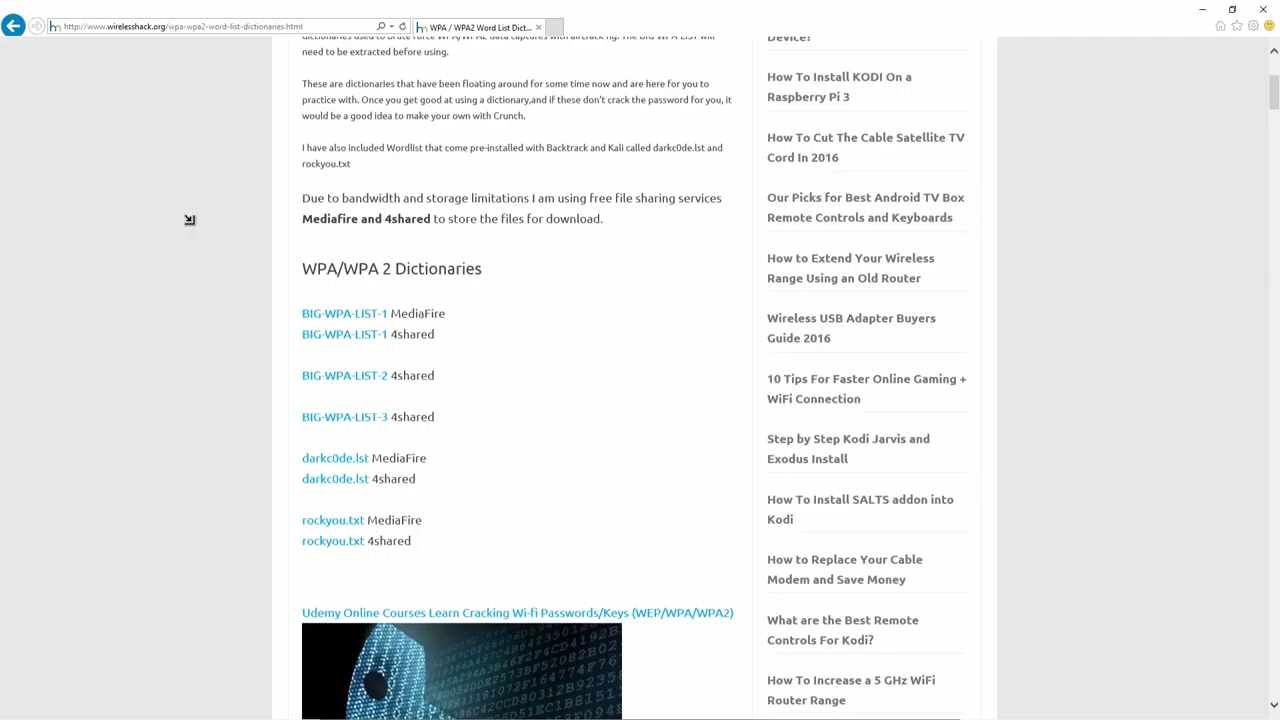 http://www.wirelesshack.org/wpa-wpa2-word-list-dictionaries.html
WPA / WPA2 Word List Dict...
dictionaries used to brute force WPA/WPA2 data captures with aircrack-ng. The BIG WPA LIST will
need to be extracted before using.
These are dictionaries that have been floating around for some time now and are here for you to
practice with. Once you get good at using a dictionary,and if these don't crack the password for you, it
would be a good idea to make your own with Crunch.
I have also included Wordlist that come pre-installed with Backtrack and Kali called darkc0de.lst and
rockyou.txt
Due to bandwidth and storage limitations I am using free file sharing services
Mediafire and 4shared to store the files for download.
WPA/WPA 2 Dictionaries
BIG-WPA-LIST-1 MediaFire
BIG-WPA-LIST-1 4shared
BIG-WPA-LIST-2 4shared
BIG-WPA-LIST-3 4shared
darkc0de.lst MediaFire
darkc0de.lst 4shared
rockyou.txt MediaFire
rockyou.txt 4shared
Udemy Online Courses Learn Cracking Wi-fi Passwords/Keys (WEP/WPA/WPA2)
Device?
How To Install KODI On a
Raspberry Pi 3
How To Cut The Cable Satellite TV
Cord In 2016
Our Picks for Best Android TV Box
Remote Controls and Keyboards
How to Extend Your Wireless
Range Using an Old Router
Wireless USB Adapter Buyers
Guide 2016
10 Tips For Faster Online Gaming +
WiFi Connection
Step by Step Kodi Jarvis and
Exodus Install
How To Install SALTS addon into
Kodi
How to Replace Your Cable
Modem and Save Money
What are the Best Remote
Controls For Kodi?
How To Increase a 5 GHz WiFi
Router Range